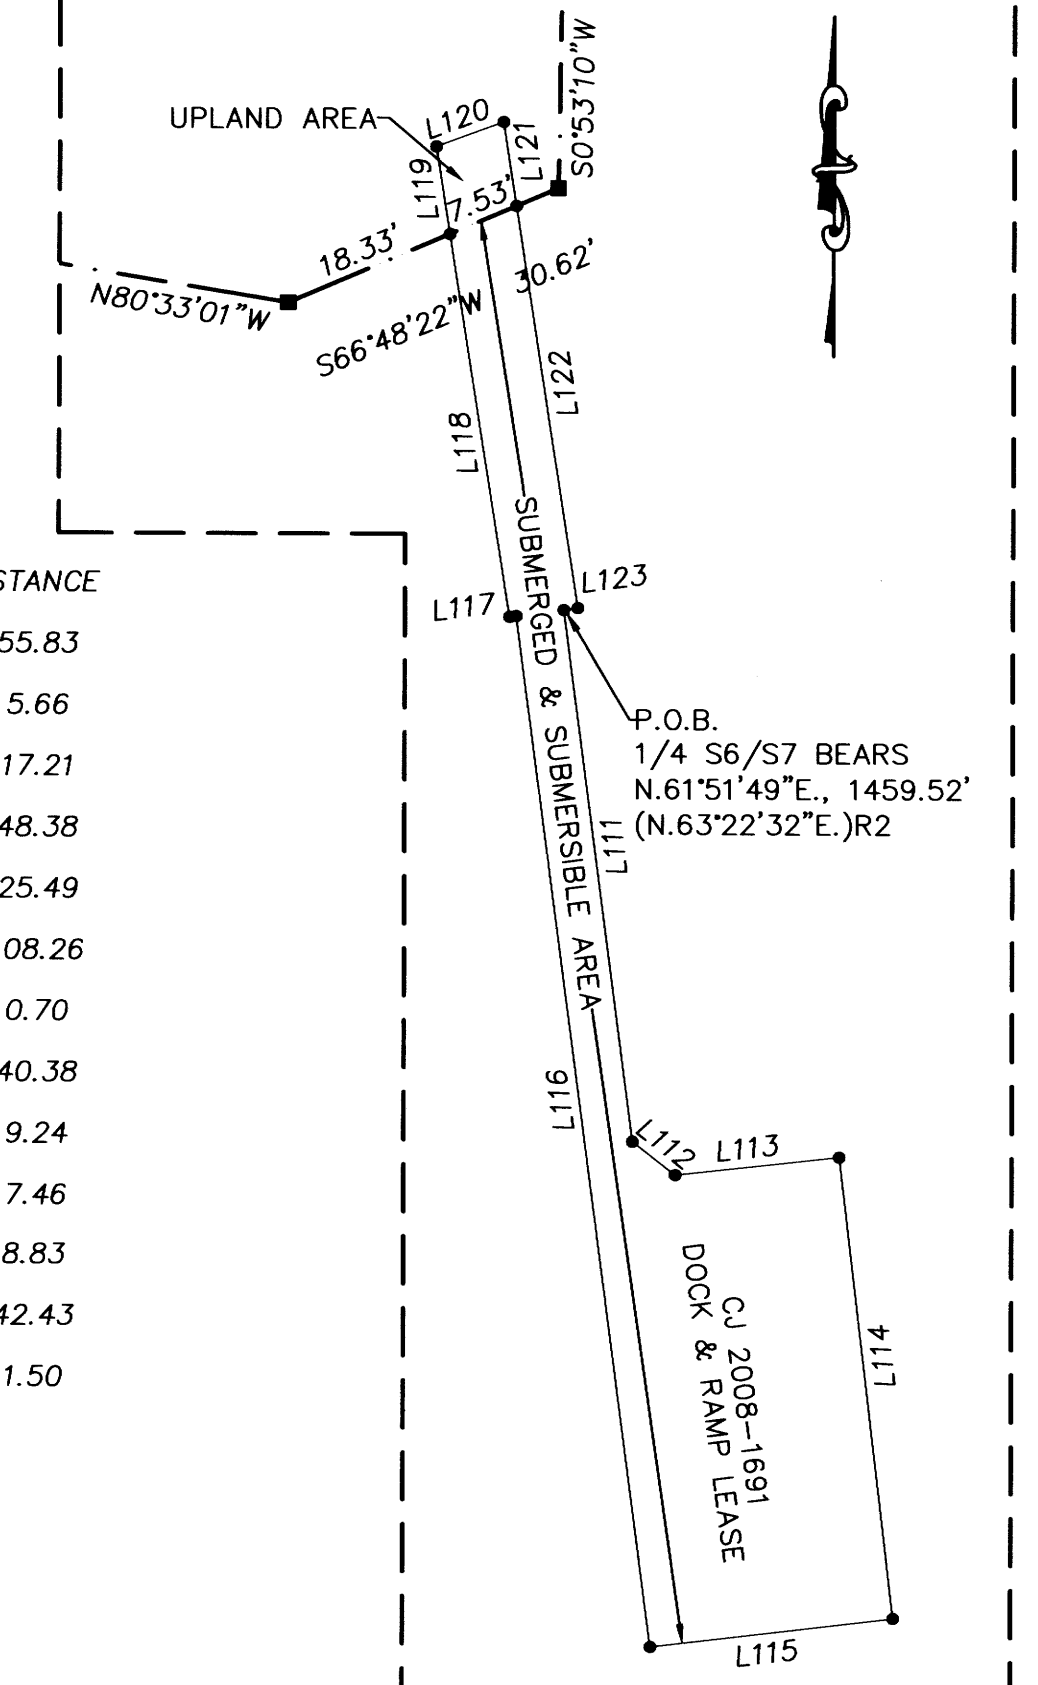 S0°53'10"W
UPLAND AREA
L120
L121
L119
7.53'
18.33'
30.62'
N80°33'01"W
S66°48'22"W
L122
L118
STANCE
55.83
5.66
17.21
48.38
25.49
08.26
0.70
40.38
9.24
7.46
8.83
42.43
1.50
L117
L123
SUBMERGED & SUBMERSIBLE AREA
P.O.B.
1/4 S6/S7 BEARS
N.61°51'49"E., 1459.52'
(N.63°22'32"E.)R2
L111
L116
L112
L113
L114
CJ 2008-1691
DOCK & RAMP LEASE
L115